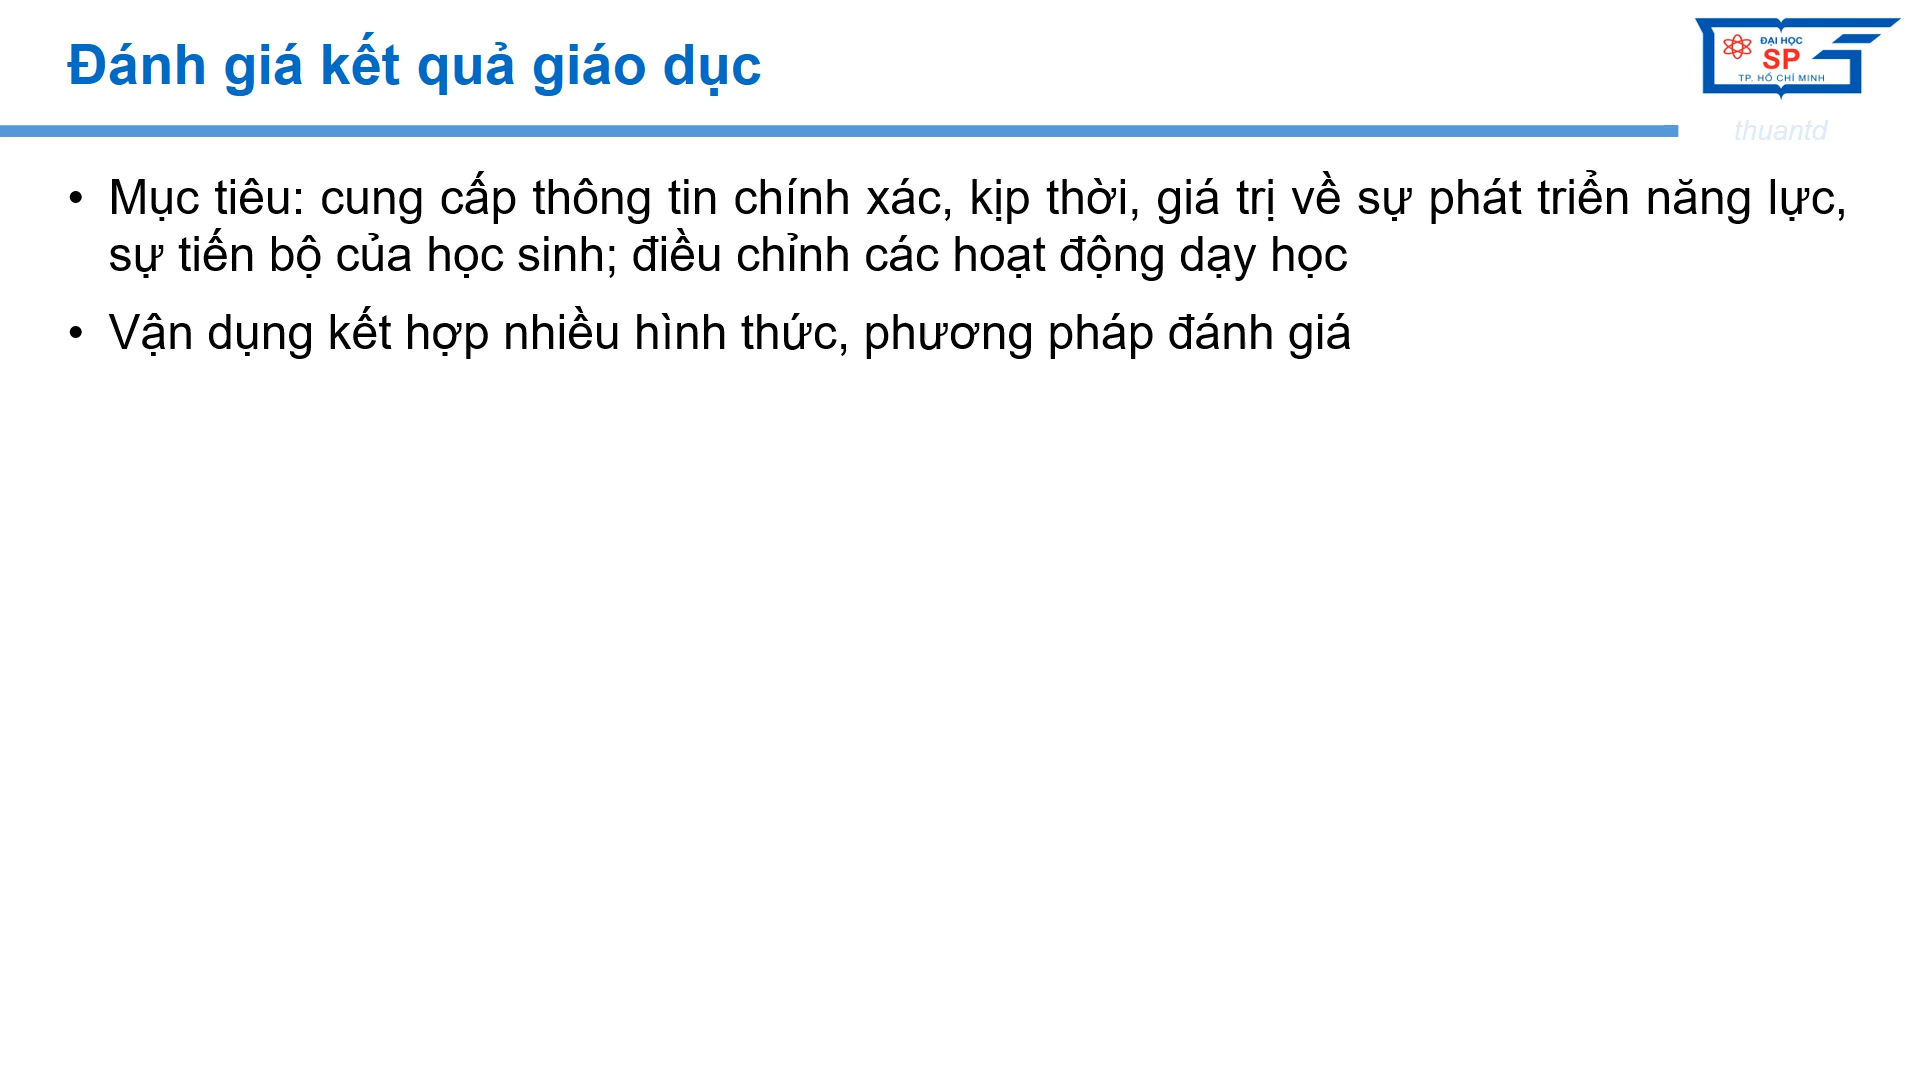 Đánh giá kết quả giáo dục
ĐẠI HỌC
SP
TP. HỒ CHÍ MINH
thuantd
• Mục tiêu: cung cấp thông tin chính xác, kịp thời, giá trị về sự phát triển năng lực,
sự tiến bộ của học sinh; điều chỉnh các hoạt động dạy học
• Vận dụng kết hợp nhiều hình thức, phương pháp đánh giá